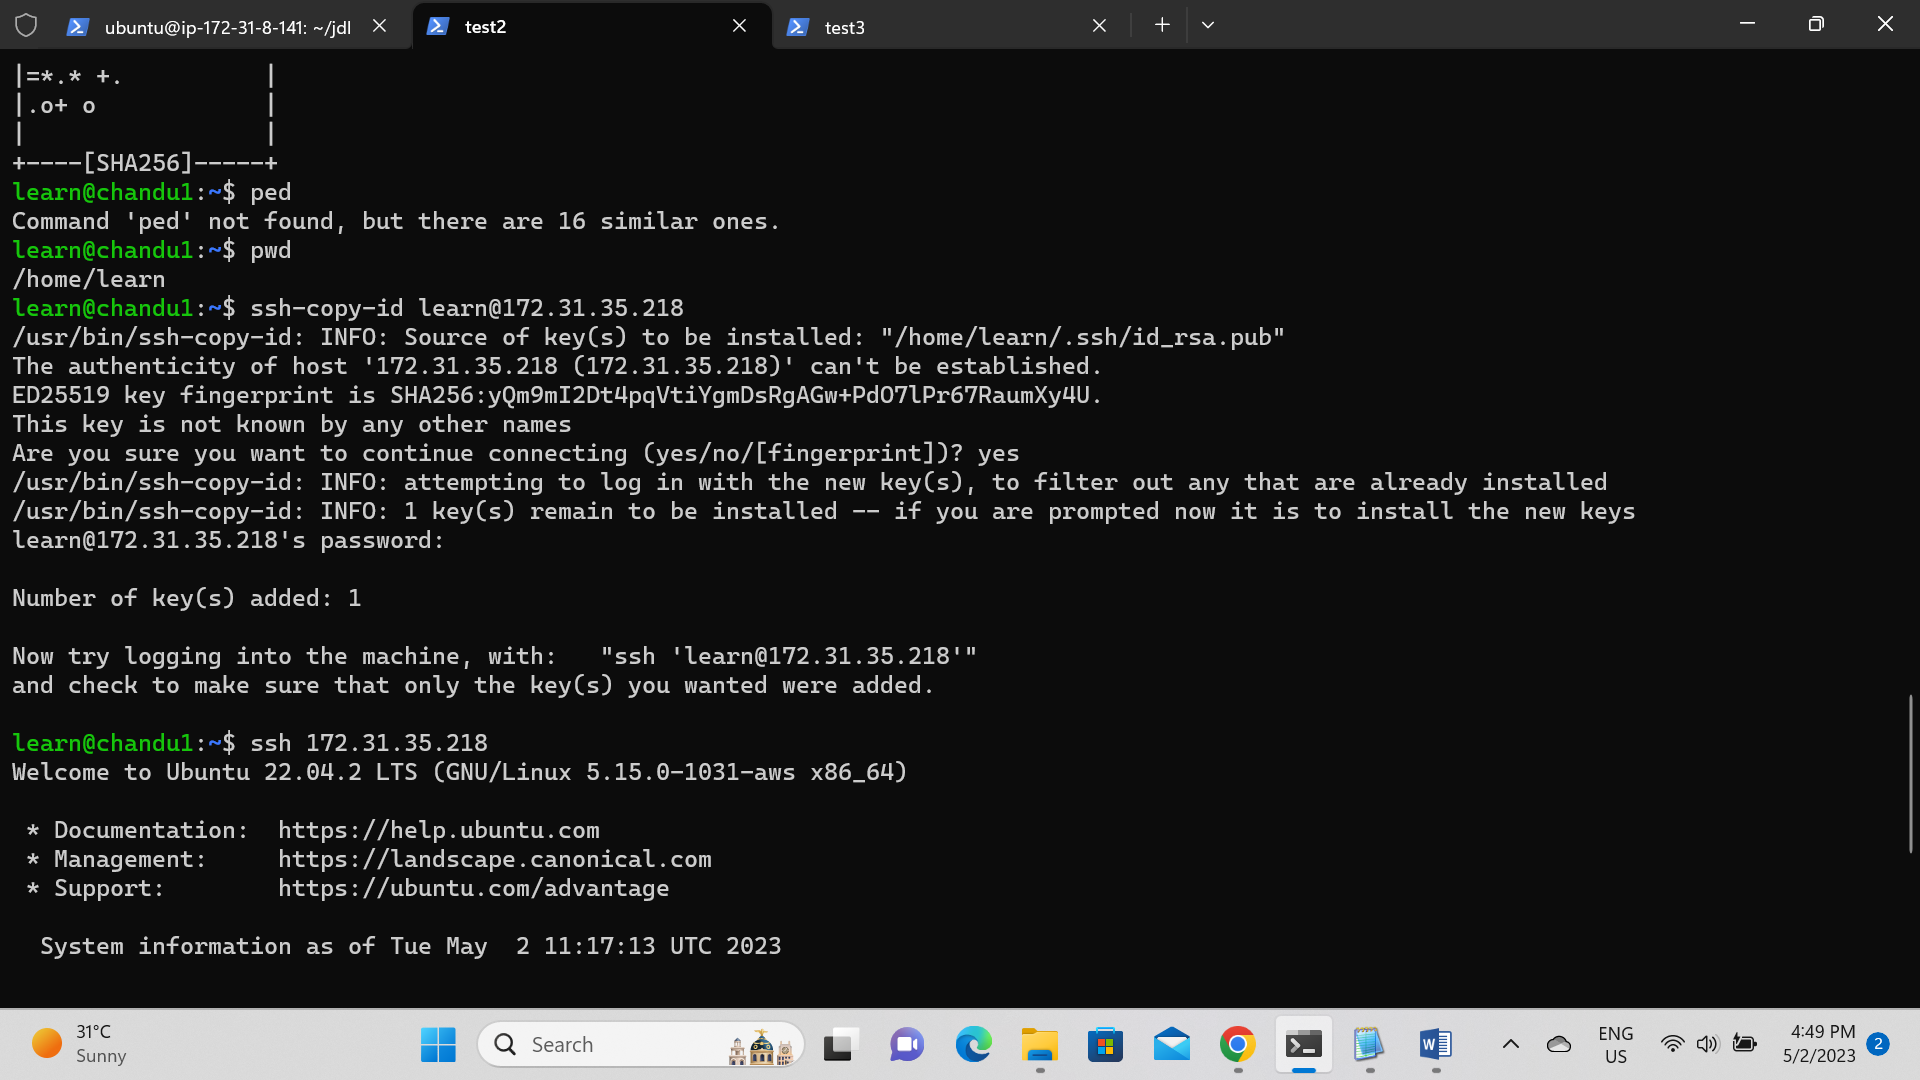 ubuntu@ip-172-31-8-141: ~/jdl
test2
test3
|=*.* +.           |
|.o+ o             |
|                  |
+----[SHA256]-----+
learn@chandu1:~$ ped
Command 'ped' not found, but there are 16 similar ones.
learn@chandu1:~$ pwd
/home/learn
learn@chandu1:~$ ssh-copy-id learn@172.31.35.218
/usr/bin/ssh-copy-id: INFO: Source of key(s) to be installed: "/home/learn/.ssh/id_rsa.pub"
The authenticity of host '172.31.35.218 (172.31.35.218)' can't be established.
ED25519 key fingerprint is SHA256:yQm9mI2Dt4pqVtiYgmDsRgAGw+PdO7lPr67RaumXy4U.
This key is not known by any other names
Are you sure you want to continue connecting (yes/no/[fingerprint])? yes
/usr/bin/ssh-copy-id: INFO: attempting to log in with the new key(s), to filter out any that are already installed
/usr/bin/ssh-copy-id: INFO: 1 key(s) remain to be installed -- if you are prompted now it is to install the new keys
learn@172.31.35.218's password:
Number of key(s) added: 1
Now try logging into the machine, with:   "ssh 'learn@172.31.35.218'"
and check to make sure that only the key(s) you wanted were added.
learn@chandu1:~$ ssh 172.31.35.218
Welcome to Ubuntu 22.04.2 LTS (GNU/Linux 5.15.0-1031-aws x86_64)
 * Documentation:  https://help.ubuntu.com
 * Management:     https://landscape.canonical.com
 * Support:        https://ubuntu.com/advantage
  System information as of Tue May  2 11:17:13 UTC 2023
31°C
Sunny
Search
W
ENG
US
4:49 PM
5/2/2023
2